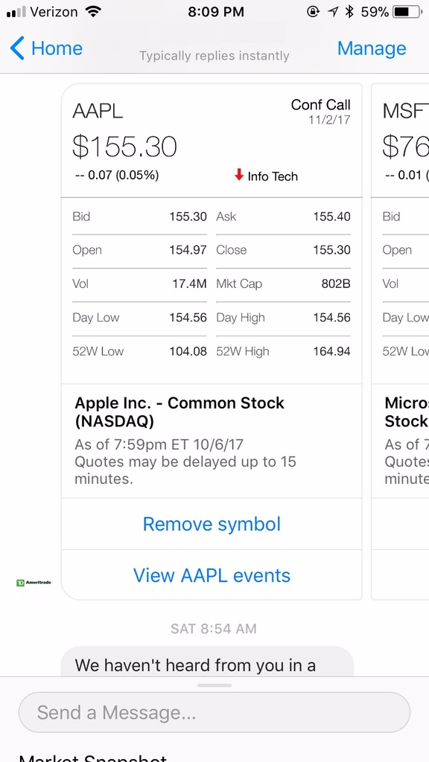 Verizon 8:09 PM 59%
Home Typically replies instantly Manage
AAPL Conf Call
11/2/17
$155.30
-- 0.07 (0.05%) Info Tech
Bid 155.30 Ask 155.40
Open 154.97 Close 155.30
Vol 17.4M Mkt Cap 802B
Day Low 154.56 Day High 154.56
52W Low 104.08 52W High 164.94
Apple Inc. - Common Stock
(NASDAQ)
As of 7:59pm ET 10/6/17
Quotes may be delayed up to 15
minutes.
Remove symbol
View AAPL events
MSFT
$76
-- 0.01 (
Bid
Open
Vol
Day Low
52W Low
Micro
Stock
As of 7
Quotes
minute
Ameritrade
SAT 8:54 AM
We haven't heard from you in a
Send a Message...
Market Snapshot